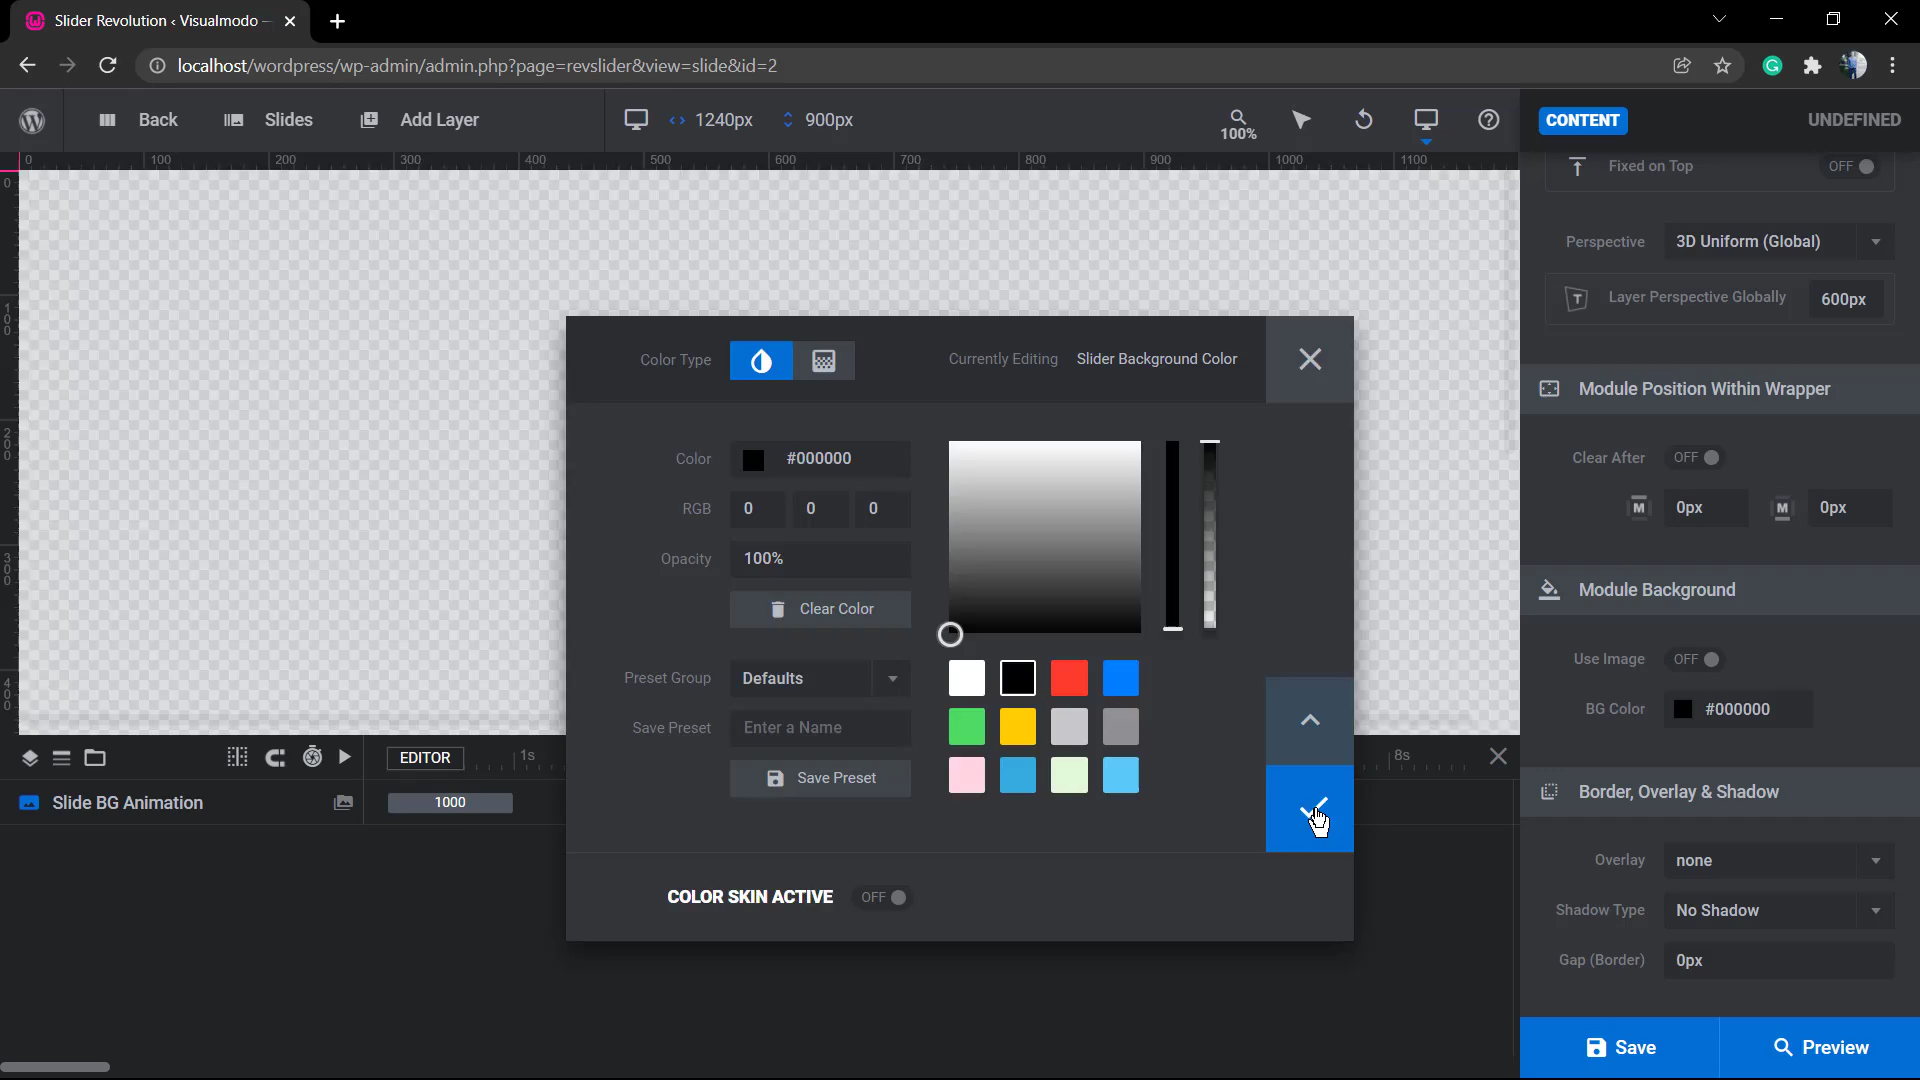 Slider Revolution ‹ Visualmodo –
localhost/wordpress/wp-admin/admin.php?page=revslider&view=slide&id=2
Back
Slides
Add Layer
1240px
900px
100%
CONTENT
UNDEFINED
0 100 200 300 400 500 600 700 800 900 1000 1100
0
100
200
300
400
Fixed on Top OFF
Perspective 3D Uniform (Global)
T Layer Perspective Globally 600px
Module Position Within Wrapper
Clear After OFF
M 0px M 0px
Module Background
Use Image OFF
BG Color #000000
Border, Overlay & Shadow
Overlay none
Shadow Type No Shadow
Gap (Border) 0px
Save Preview
Color Type
Currently Editing Slider Background Color
Color #000000
RGB 0 0 0
Opacity 100%
Clear Color
Preset Group Defaults
Save Preset Enter a Name
Save Preset
COLOR SKIN ACTIVE OFF
EDITOR 1s 8s
Slide BG Animation 1000